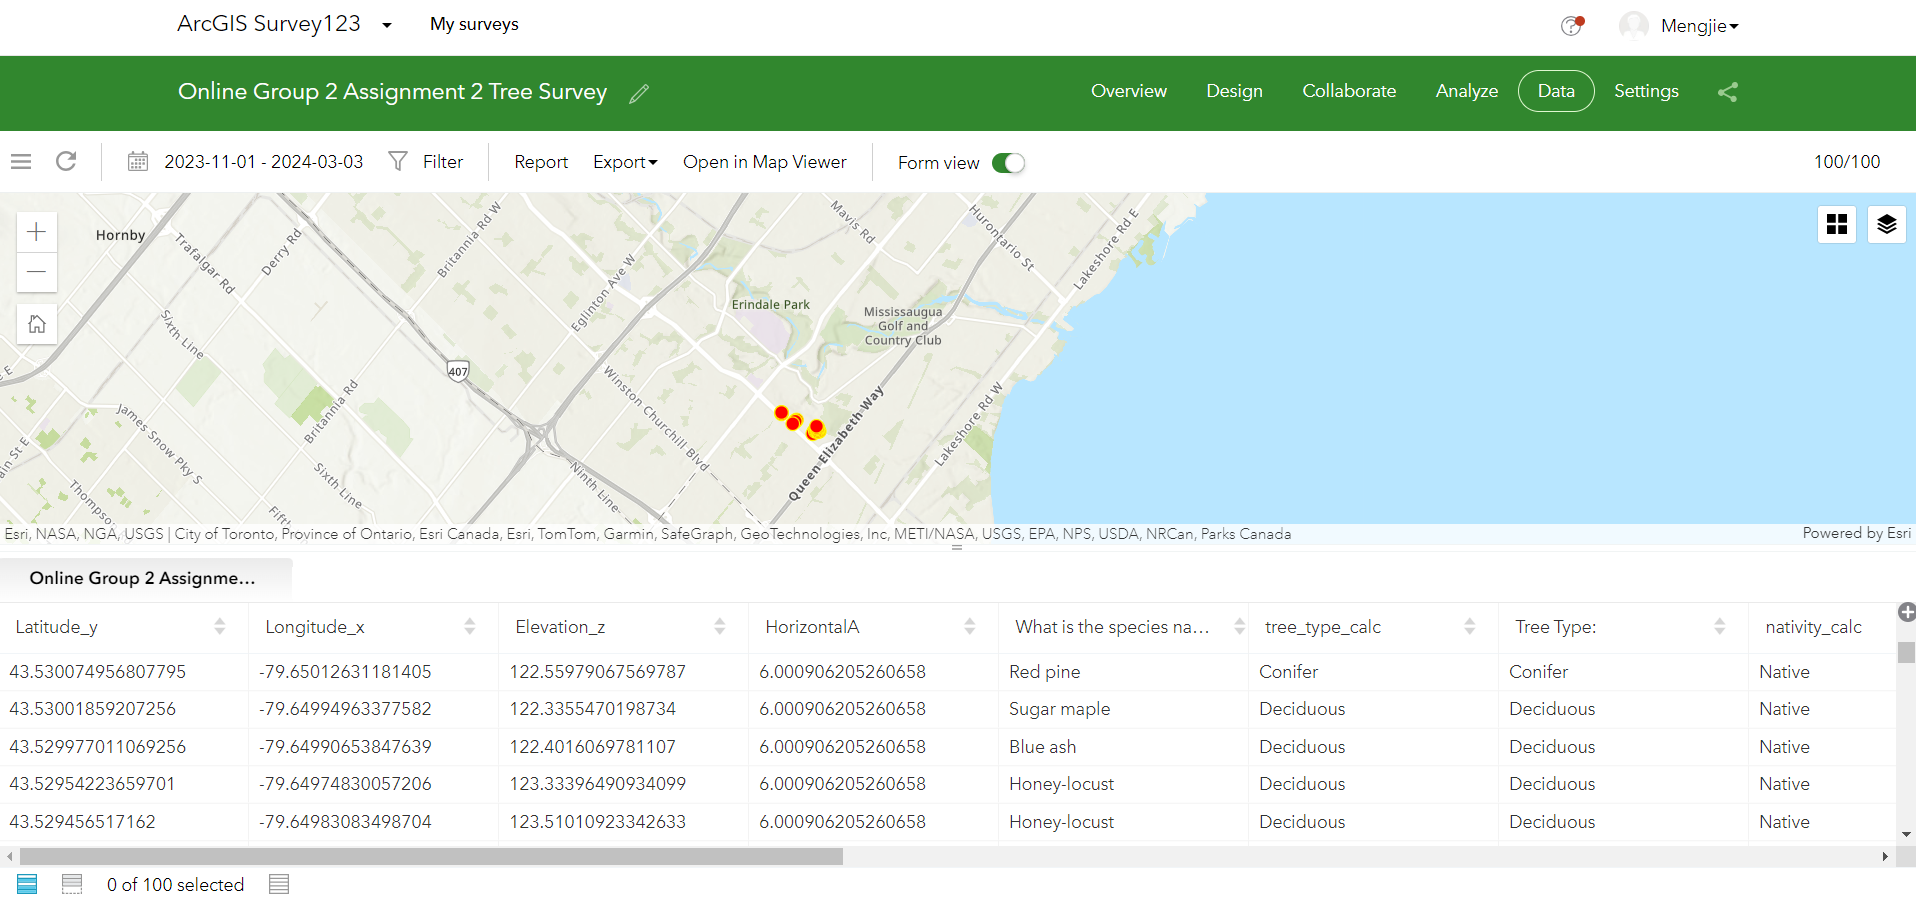 ArcGIS Survey123 My surveys Mengjie
Online Group 2 Assignment 2 Tree Survey Overview Design Collaborate Analyze Data Settings
2023-11-01 - 2024-03-03 Filter Report Export Open in Map Viewer Form view 100/100
Hornby
Trafalgar Rd
Derry Rd
Britannia Rd W
Eglinton Ave W
Mavis Rd
Hurontario St
Lakeshore Rd E
Erindale Park
Mississaugua
Golf and
Country Club
Sixth Line
407
Winston Churchill Blvd
Queen Elizabeth Way
Lakeshore Rd W
Britannia Rd
James Snow Pky S
Sixth Line
Ninth Line
Main St E
Thompson
Fift
Esri, NASA, NGA, USGS | City of Toronto, Province of Ontario, Esri Canada, Esri, TomTom, Garmin, SafeGraph, GeoTechnologies, Inc, METI/NASA, USGS, EPA, NPS, USDA, NRCan, Parks Canada Powered by Esri
Online Group 2 Assignme...
Latitude_y Longitude_x Elevation_z HorizontalA What is the species na... tree_type_calc Tree Type: nativity_calc
43.530074956807795 -79.65012631181405 122.55979067569787 6.000906205260658 Red pine Conifer Conifer Native
43.53001859207256 -79.64994963377582 122.3355470198734 6.000906205260658 Sugar maple Deciduous Deciduous Native
43.529977011069256 -79.64990653847639 122.4016069781107 6.000906205260658 Blue ash Deciduous Deciduous Native
43.52954223659701 -79.64974830057206 123.33396490934099 6.000906205260658 Honey-locust Deciduous Deciduous Native
43.529456517162 -79.64983083498704 123.51010923342633 6.000906205260658 Honey-locust Deciduous Deciduous Native
0 of 100 selected